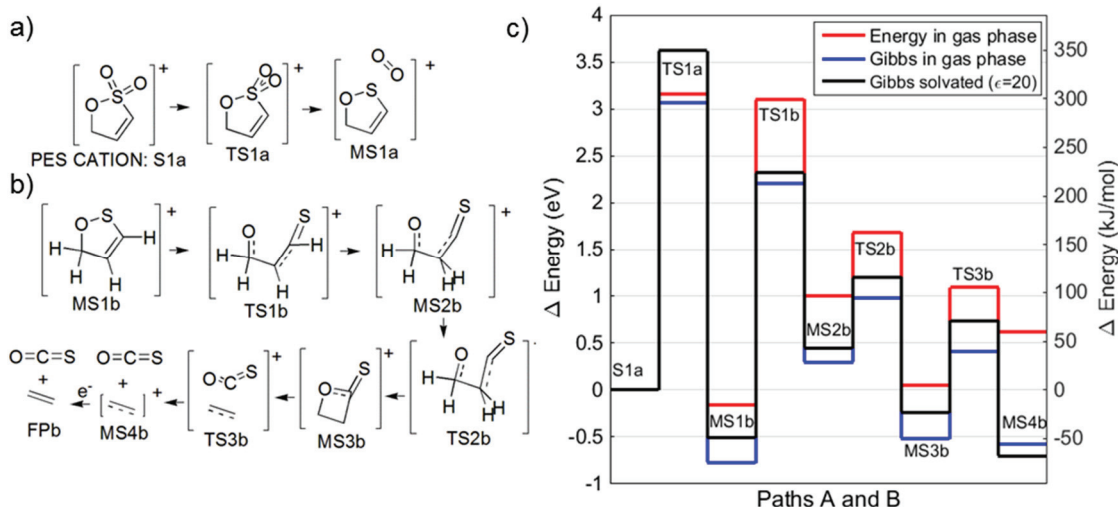 a)
O
O
S
O
+
O
O
S
O
+
O
O
O
S
+
PES CATION: S1a
TS1a
MS1a
b)
O
S
H
H
H
H
+
MS1b
O
S
H
H
H
H
+
TS1b
O
S
H
H
H
H
+
MS2b
O=C=S
+
FPb
e-
O=C=S
+
+
MS4b
O=C=S
+
TS3b
O
S
+
MS3b
O
S
H
H
H
H
TS2b
c)
Energy in gas phase
Gibbs in gas phase
Gibbs solvated (ϵ=20)
Δ Energy (eV)
4
3.5
3
2.5
2
1.5
1
0.5
0
-0.5
-1
S1a
TS1a
MS1b
TS1b
MS2b
TS2b
MS3b
TS3b
MS4b
350
300
250
200
150
100
50
0
-50
Δ Energy (kJ/mol)
Paths A and B